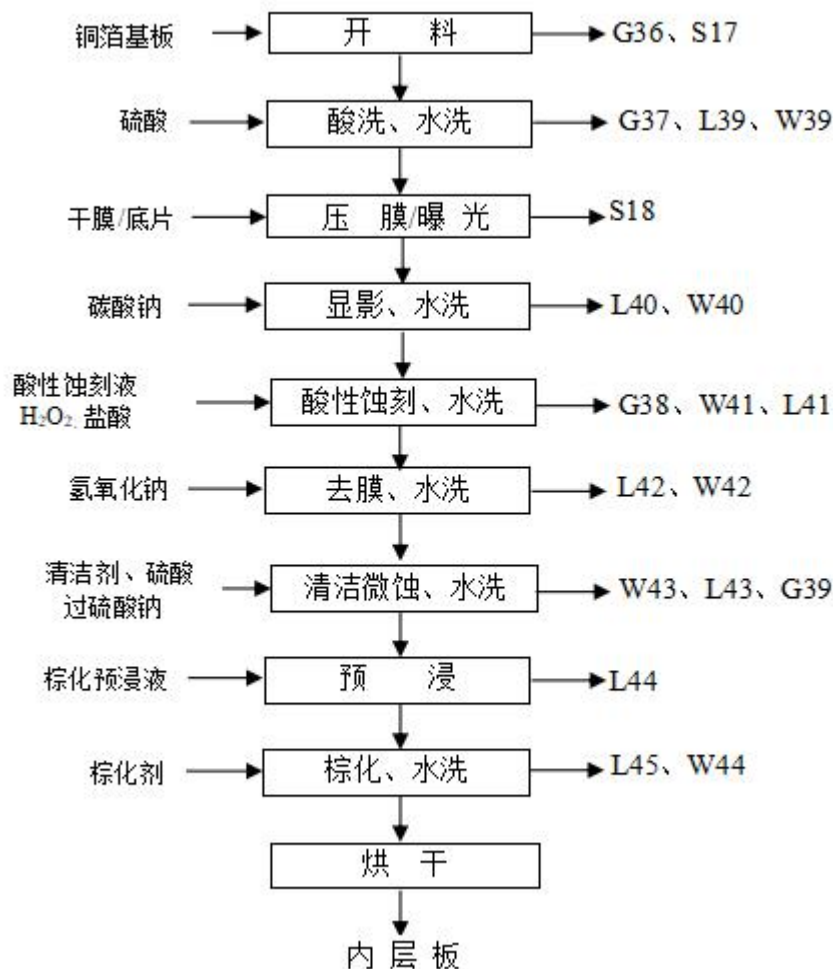 铜箔基板 开 料 G36、S17
硫酸 酸洗、水洗 G37、L39、W39
干膜/底片 压 膜/曝 光 S18
碳酸钠 显影、水洗 L40、W40
酸性蚀刻液
H₂O₂、盐酸 酸性蚀刻、水洗 G38、W41、L41
氢氧化钠 去膜、水洗 L42、W42
清洁剂、硫酸
过硫酸钠 清洁微蚀、水洗 W43、L43、G39
棕化预浸液 预 浸 L44
棕化剂 棕化、水洗 L45、W44
烘 干
内 层 板